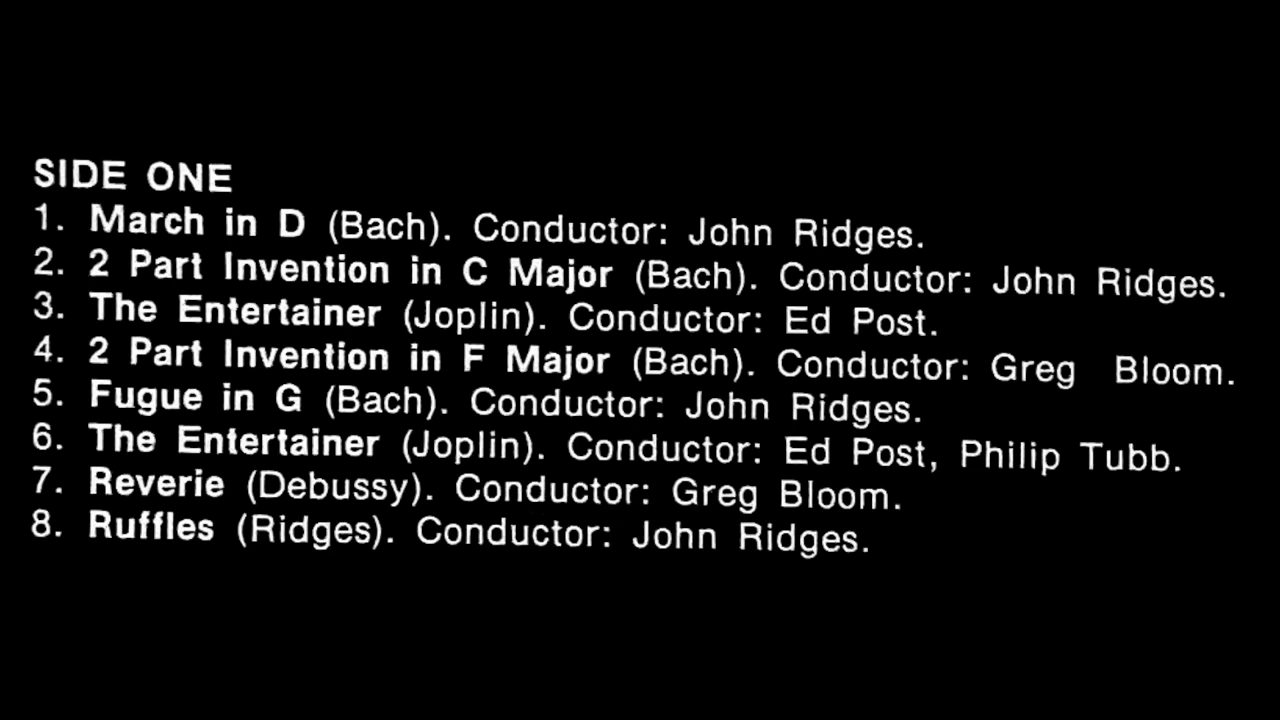 SIDE ONE
1. March in D (Bach). Conductor: John Ridges.
2. 2 Part Invention in C Major (Bach). Conductor: John Ridges.
3. The Entertainer (Joplin). Conductor: Ed Post.
4. 2 Part Invention in F Major (Bach). Conductor: Greg Bloom.
5. Fugue in G (Bach). Conductor: John Ridges.
6. The Entertainer (Joplin). Conductor: Ed Post, Philip Tubb.
7. Reverie (Debussy). Conductor: Greg Bloom.
8. Ruffles (Ridges). Conductor: John Ridges.